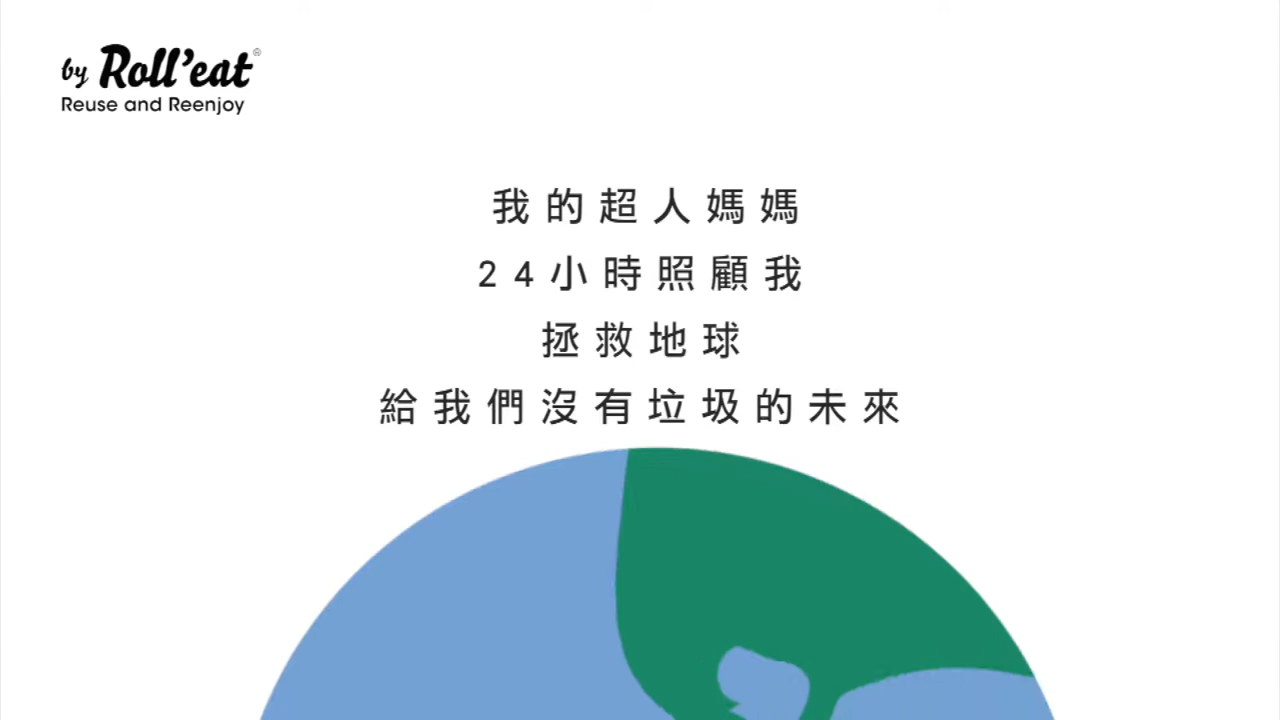 by Roll'eat®
Reuse and Reenjoy
我的超人媽媽
24小時照顧我
拯救地球
給我們沒有垃圾的未來